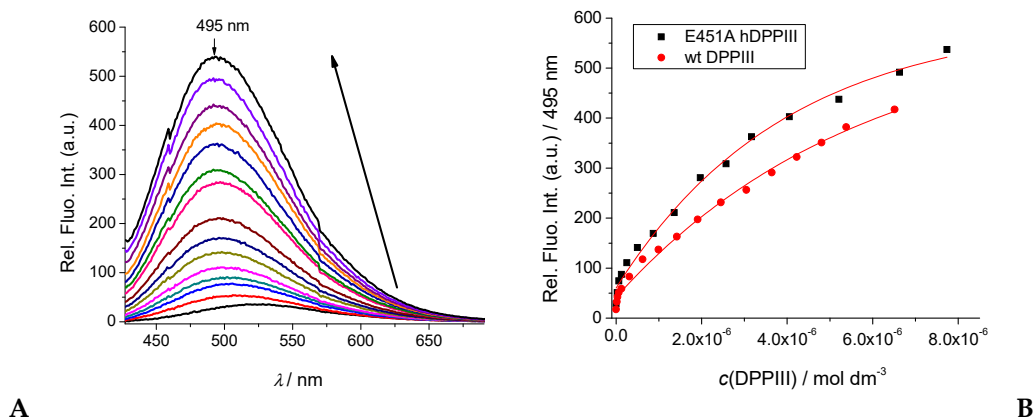 495 nm
600
500
400
300
200
100
0
Rel. Fluo. Int. (a.u.)
450 500 550 600 650
λ / nm
A
E451A hDPPIII
wt DPPIII
600
500
400
300
200
100
0
Rel. Fluo. Int. (a.u.) / 495 nm
0.0 2.0x10⁻⁶ 4.0x10⁻⁶ 6.0x10⁻⁶ 8.0x10⁻⁶
c(DPPIII) / mol dm⁻³
B